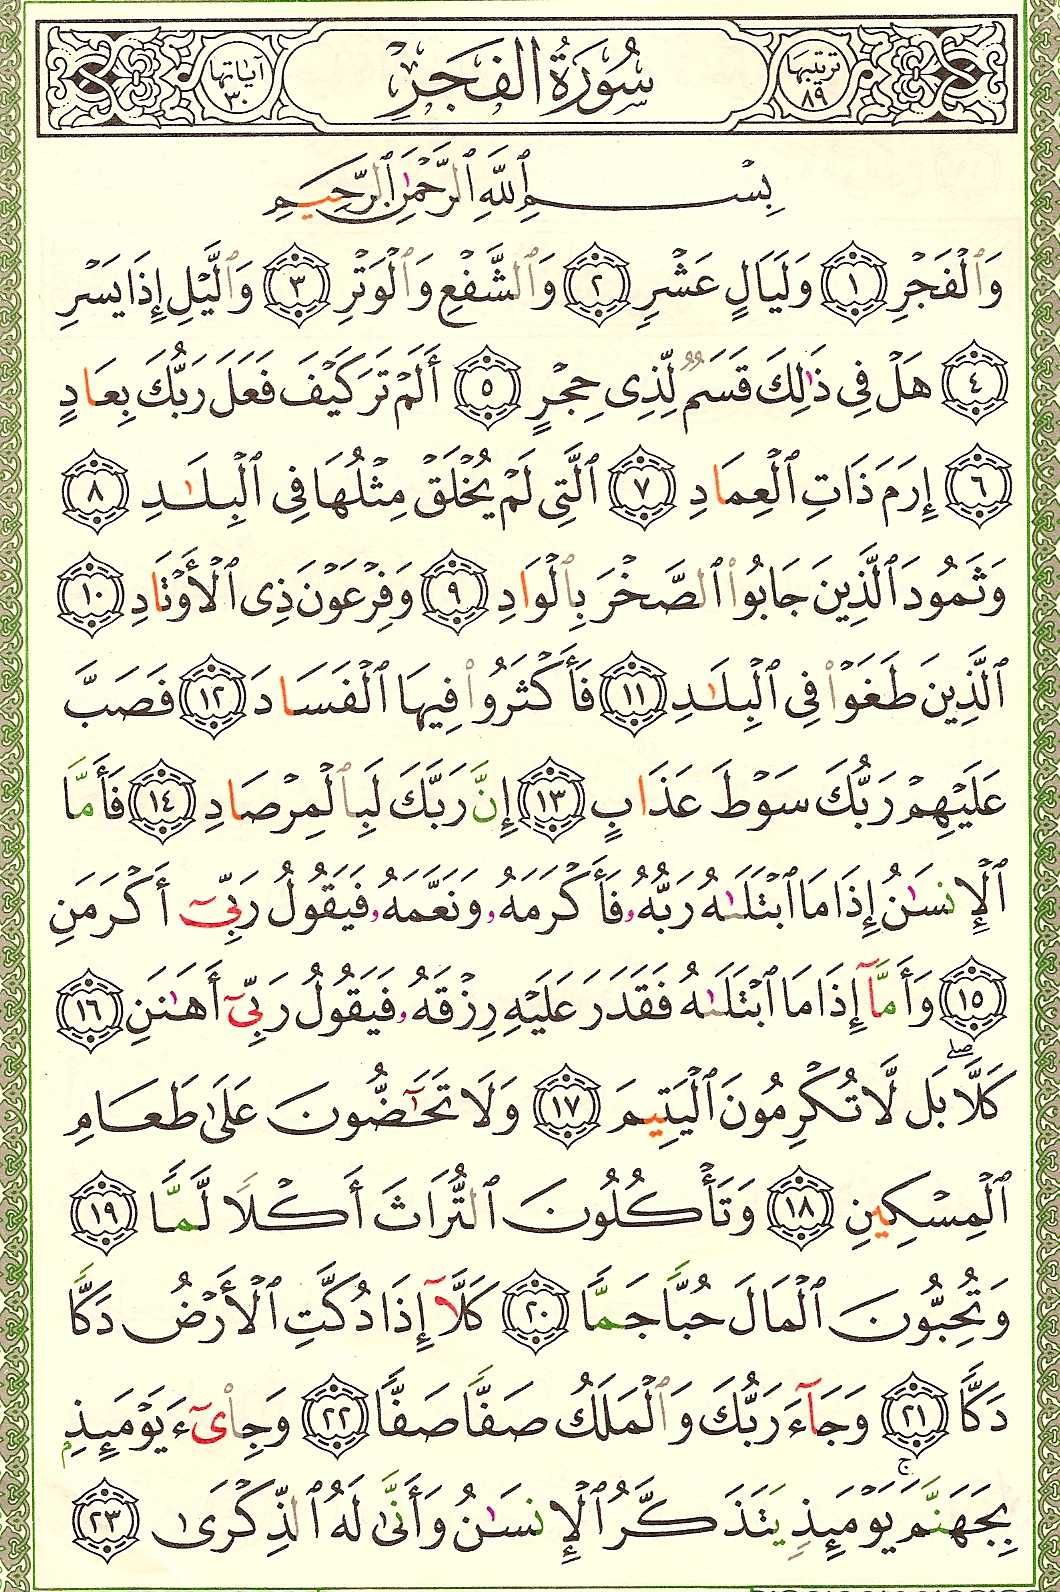 ترتيبها ٨٩ سُورَةُ الفَجْرِ آياتها ٣٠
بِسْمِ ٱللَّهِ ٱلرَّحْمَٰنِ ٱلرَّحِيمِ
وَٱلْفَجْرِ ١ وَلَيَالٍ عَشْرٍ ٢ وَٱلشَّفْعِ وَٱلْوَتْرِ ٣ وَٱلَّيْلِ إِذَا يَسْرِ
٤ هَلْ فِى ذَٰلِكَ قَسَمٌ لِّذِى حِجْرٍ ٥ أَلَمْ تَرَ كَيْفَ فَعَلَ رَبُّكَ بِعَادٍ
٦ إِرَمَ ذَاتِ ٱلْعِمَادِ ٧ ٱلَّتِى لَمْ يُخْلَقْ مِثْلُهَا فِى ٱلْبِلَٰدِ ٨
وَثَمُودَ ٱلَّذِينَ جَابُوا۟ ٱلصَّخْرَ بِٱلْوَادِ ٩ وَفِرْعَوْنَ ذِى ٱلْأَوْتَادِ ١٠
ٱلَّذِينَ طَغَوْا۟ فِى ٱلْبِلَٰدِ ١١ فَأَكْثَرُوا۟ فِيهَا ٱلْفَسَادَ ١٢ فَصَبَّ
عَلَيْهِمْ رَبُّكَ سَوْطَ عَذَابٍ ١٣ إِنَّ رَبَّكَ لَبِٱلْمِرْصَادِ ١٤ فَأَمَّا
ٱلْإِنسَٰنُ إِذَا مَا ٱبْتَلَىٰهُ رَبُّهُۥ فَأَكْرَمَهُۥ وَنَعَّمَهُۥ فَيَقُولُ رَبِّىٓ أَكْرَمَنِ
١٥ وَأَمَّآ إِذَا مَا ٱبْتَلَىٰهُ فَقَدَرَ عَلَيْهِ رِزْقَهُۥ فَيَقُولُ رَبِّىٓ أَهَٰنَنِ ١٦
كَلَّا ۖ بَل لَّا تُكْرِمُونَ ٱلْيَتِيمَ ١٧ وَلَا تَحَٰٓضُّونَ عَلَىٰ طَعَامِ
ٱلْمِسْكِينِ ١٨ وَتَأْكُلُونَ ٱلتُّرَاثَ أَكْلًا لَّمًّا ١٩
وَتُحِبُّونَ ٱلْمَالَ حُبًّا جَمًّا ٢٠ كَلَّآ إِذَا دُكَّتِ ٱلْأَرْضُ دَكًّا
دَكًّا ٢١ وَجَآءَ رَبُّكَ وَٱلْمَلَكُ صَفًّا صَفًّا ٢٢ وَجِا۟ىٓءَ يَوْمَئِذٍۭ
بِجَهَنَّمَ ۚ يَوْمَئِذٍ يَتَذَكَّرُ ٱلْإِنسَٰنُ وَأَنَّىٰ لَهُ ٱلذِّكْرَىٰ ٢٣